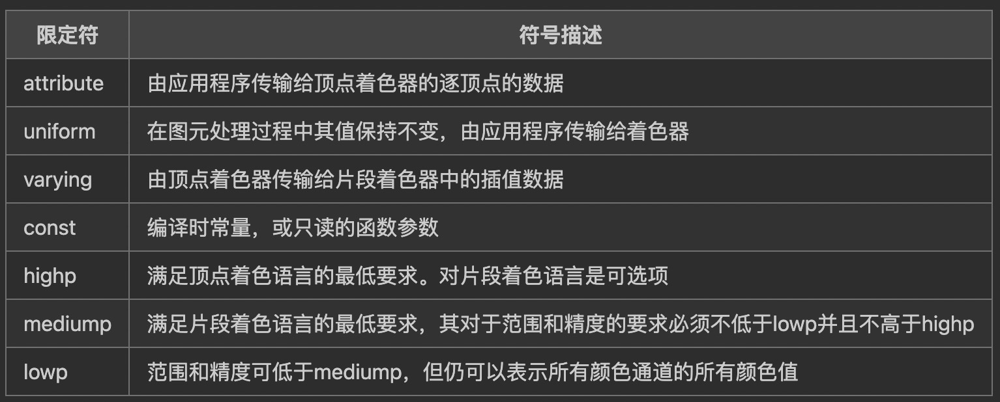 限定符 符号描述
attribute 由应用程序传输给顶点着色器的逐顶点的数据
uniform 在图元处理过程中其值保持不变，由应用程序传输给着色器
varying 由顶点着色器传输给片段着色器中的插值数据
const 编译时常量，或只读的函数参数
highp 满足顶点着色语言的最低要求。对片段着色语言是可选项
mediump 满足片段着色语言的最低要求，其对于范围和精度的要求必须不低于lowp并且不高于highp
lowp 范围和精度可低于mediump，但仍可以表示所有颜色通道的所有颜色值